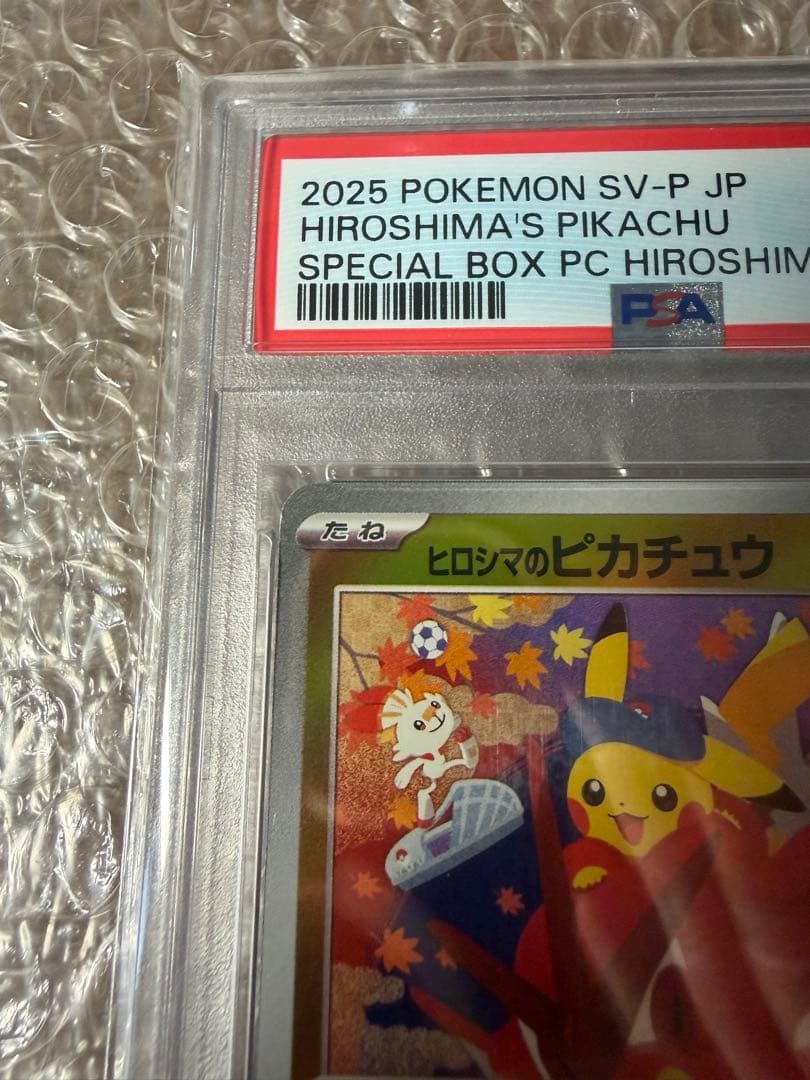 2025 POKEMON SV-P JP
HIROSHIMA'S PIKACHU
SPECIAL BOX PC HIROSHIM
PSA
たね
ヒロシマのピカチュウ